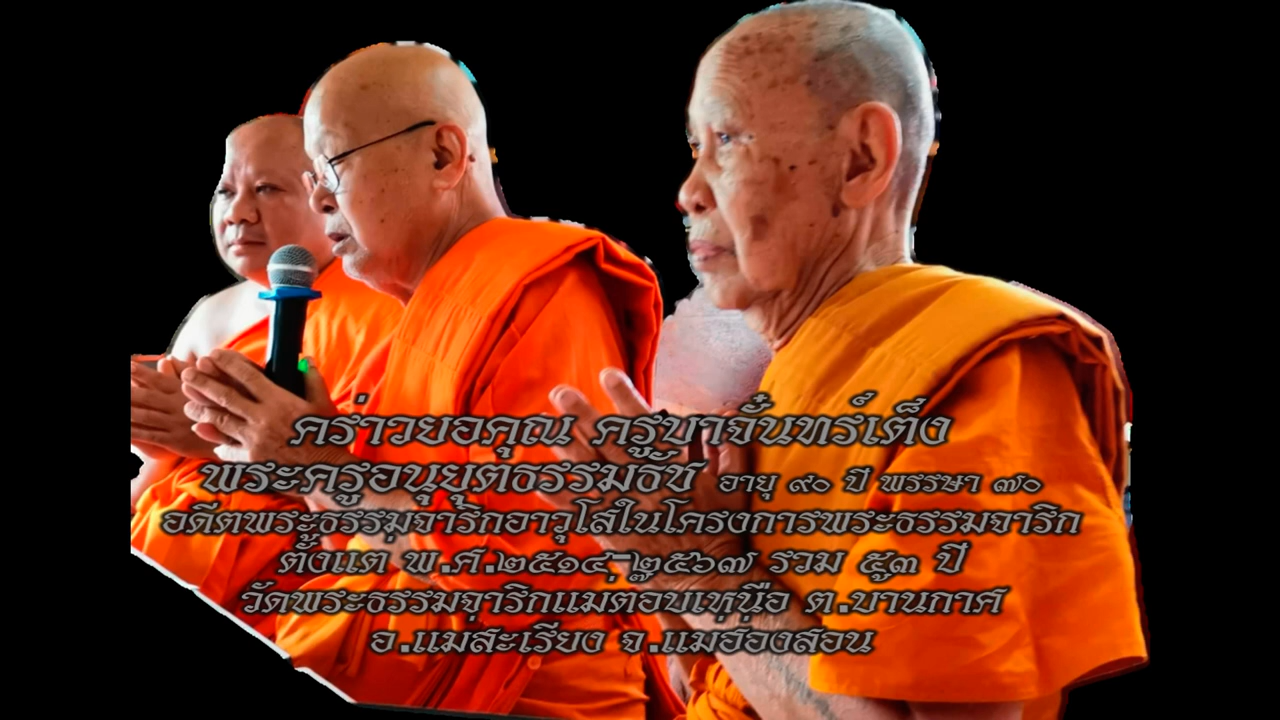 คร่าวยอคุณ ครูบาจั๋นทร์เต็ง
พระครูอนุยุตธรรมธัช อายุ ๙๐ ปี พรรษา ๗๐
อดีตพระธรรมจาริกอาวุโสในโครงการพระธรรมจาริก
ตั้งแต่ พ.ศ.๒๕๑๔-๒๕๖๗ รวม ๕๓ ปี
วัดพระธรรมจาริกแม่ต๊อบเหนือ ต.บ้านกาศ
อ.แม่สะเรียง จ.แม่ฮ่องสอน